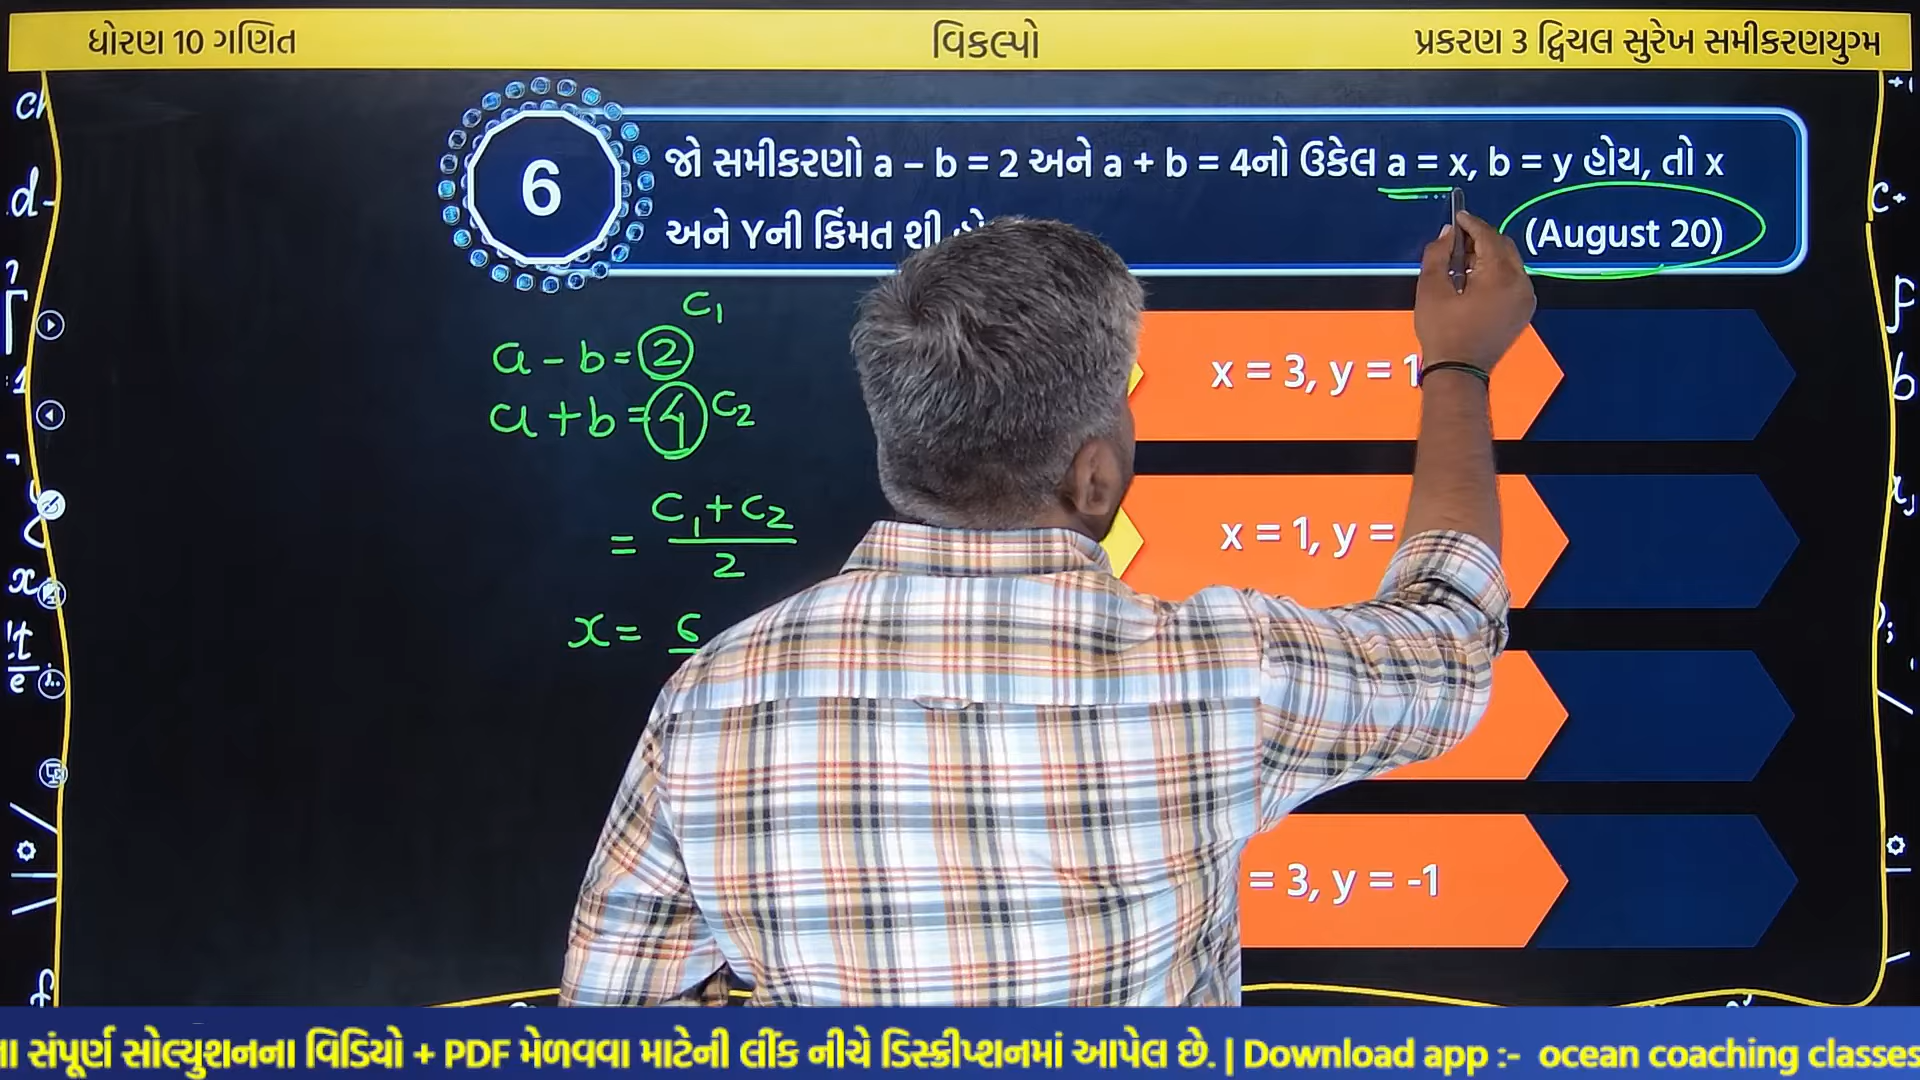 ધોરણ 10 ગણિત
વિકલ્પો
પ્રકરણ 3 દ્વિચલ સુરેખ સમીકરણયુગ્મ
6
જો સમીકરણો a – b = 2 અને a + b = 4નો ઉકેલ a = x, b = y હોય, તો x
અને Yની કિંમત શી
(August 20)
C₁
a - b = 2
a + b = 4 C₂
= C₁ + C₂
2
x = 6
x = 3, y = 1
x = 1, y =
= 3, y = -1
સંપૂર્ણ સોલ્યુશનના વિડિયો + PDF મેળવવા માટેની લીંક નીચે ડિસ્ક્રીપ્શનમાં આપેલ છે. | Download app :- ocean coaching classes